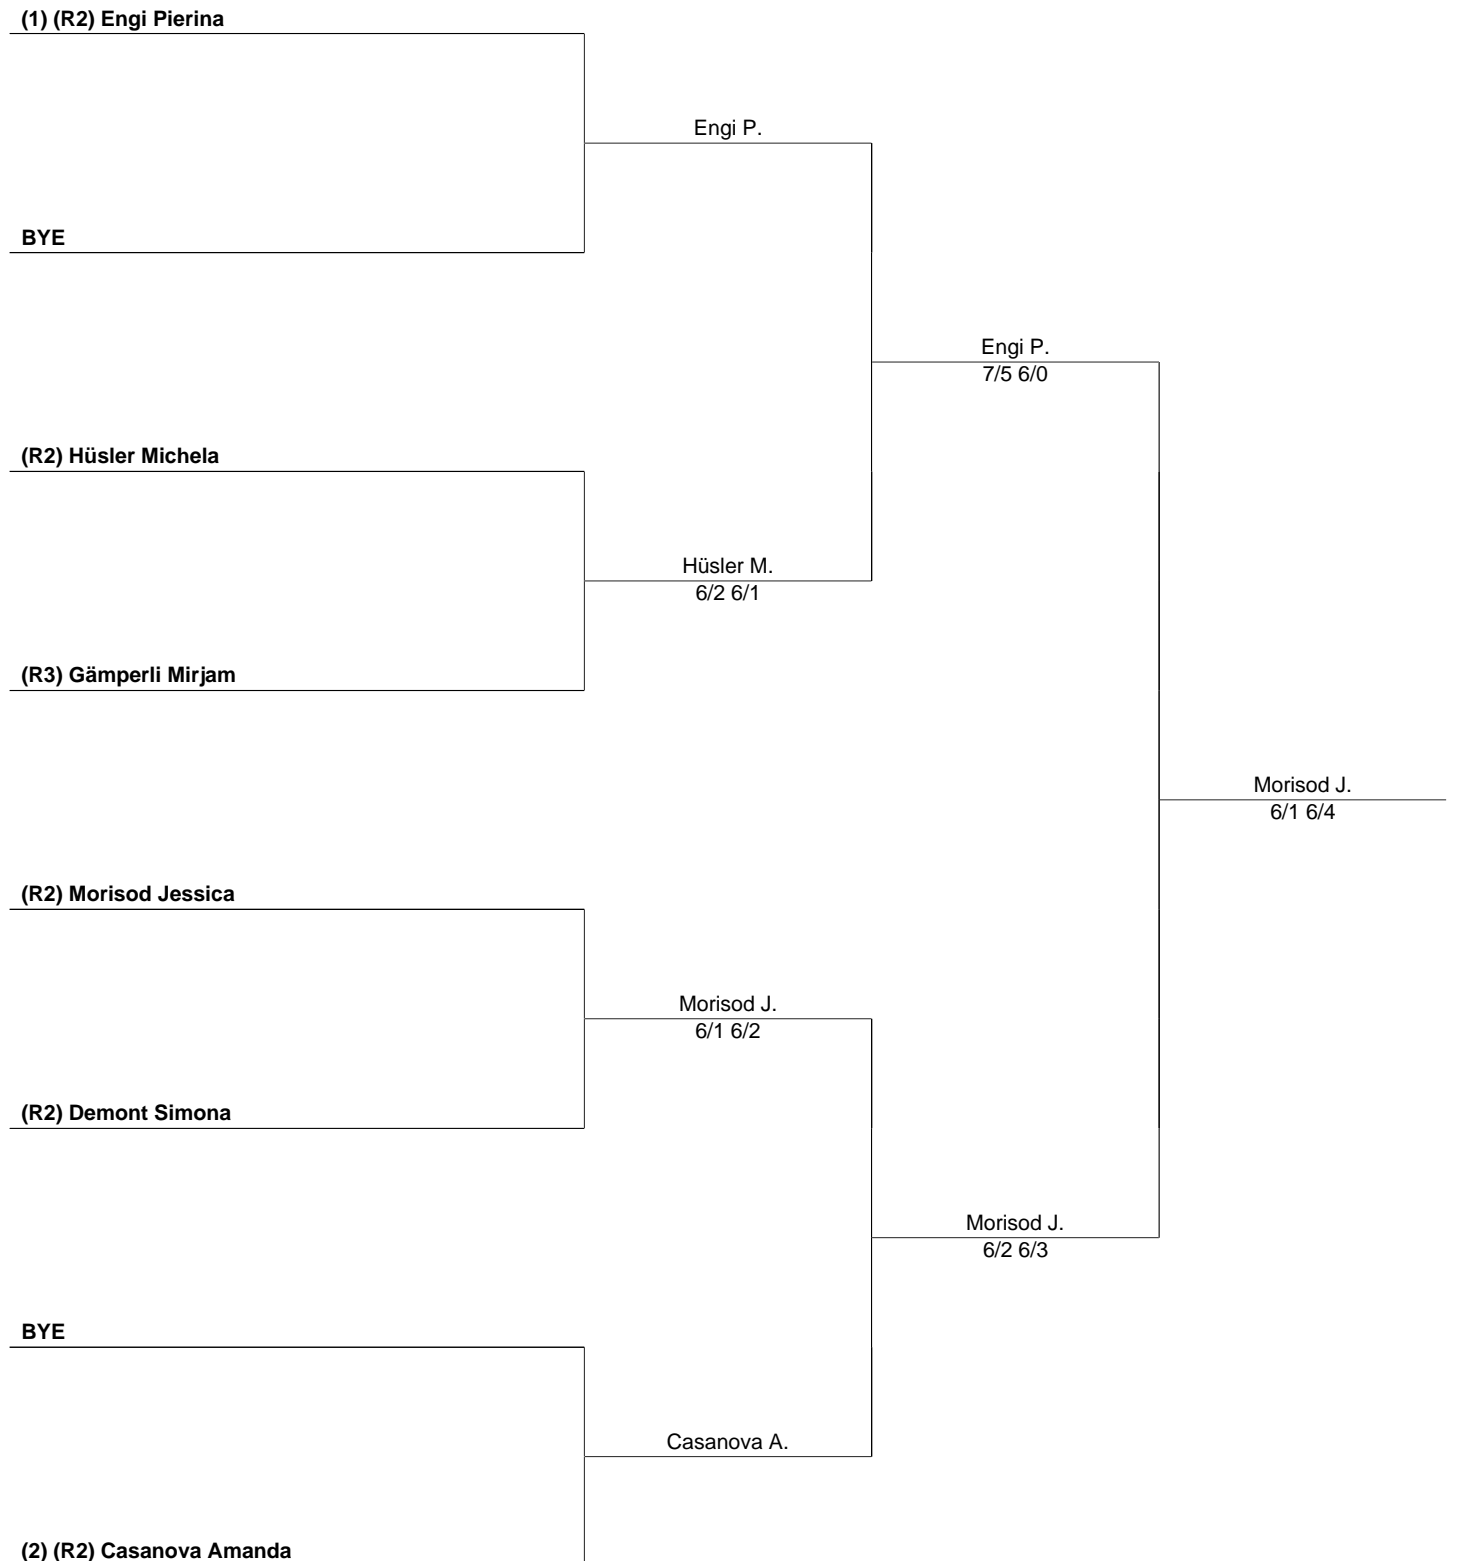 (1) (R2) Engi Pierina
Engi P.
BYE
Engi P.
7/5 6/0
(R2) Hüsler Michela
Hüsler M.
6/2 6/1
(R3) Gämperli Mirjam
Morisod J.
6/1 6/4
(R2) Morisod Jessica
Morisod J.
6/1 6/2
(R2) Demont Simona
Morisod J.
6/2 6/3
BYE
Casanova A.
(2) (R2) Casanova Amanda